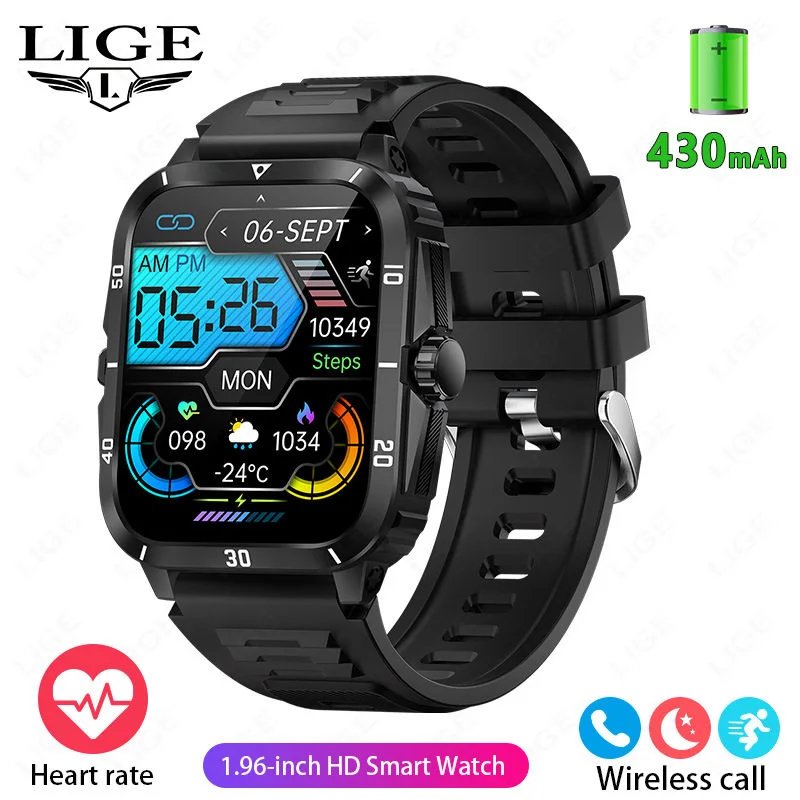 LIGE
L
430mAh
06-SEPT
AM PM
05:26
10349
Steps
MON
098
1034
-24°C
50
10
40
20
30
Heart rate
1.96-inch HD Smart Watch
Wireless call